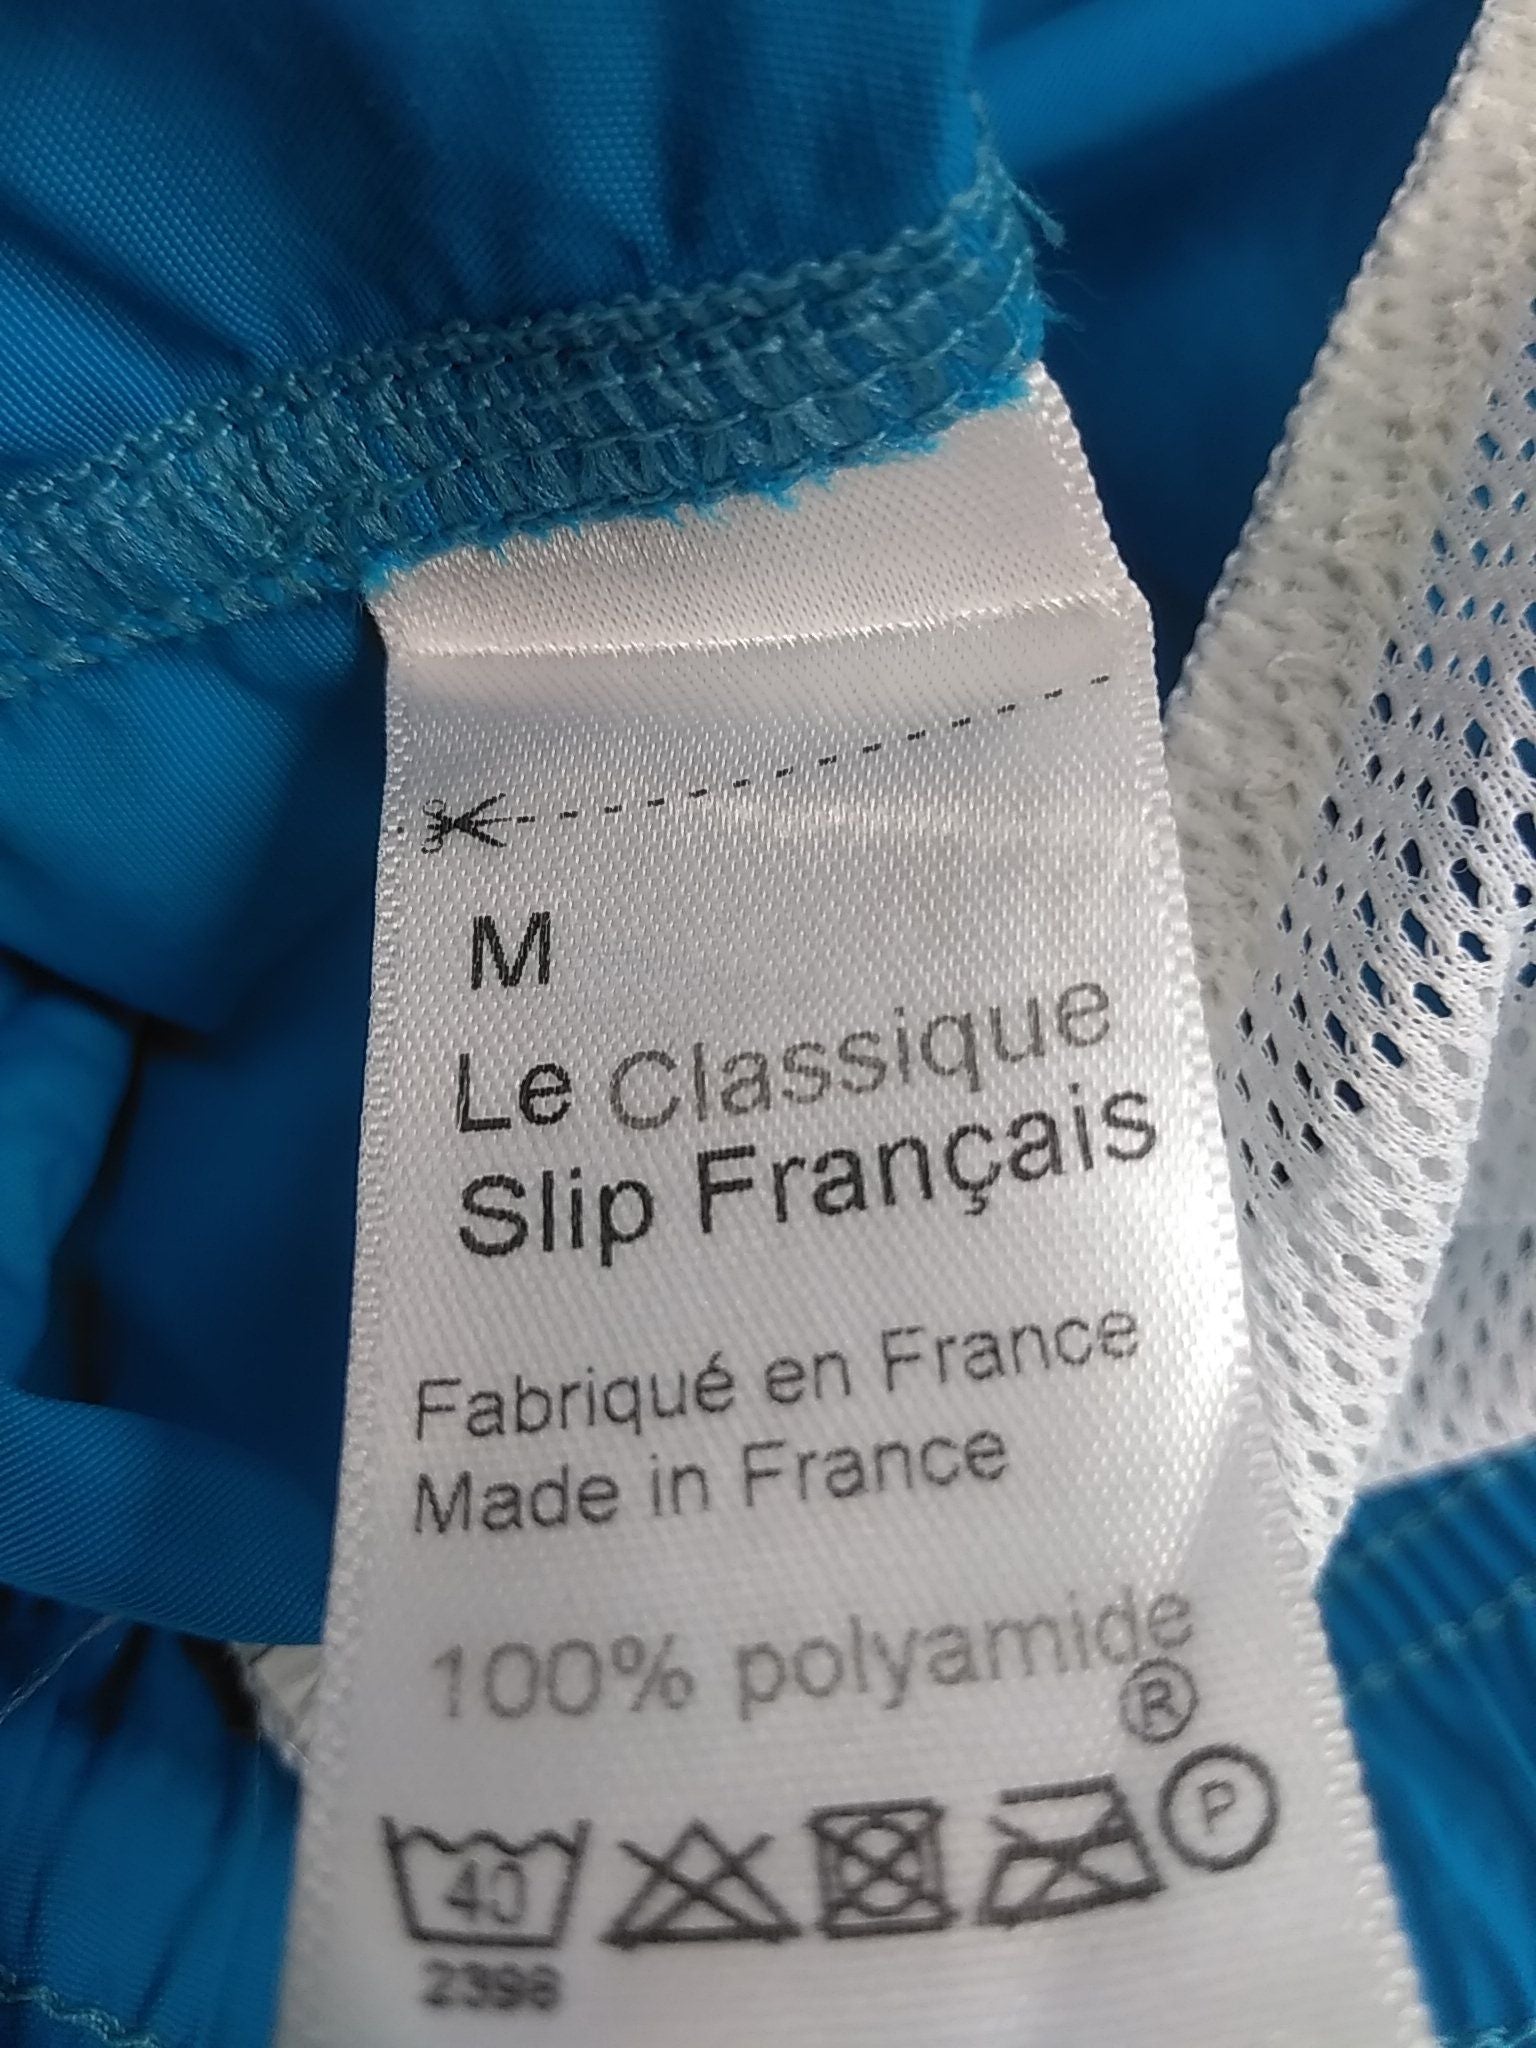 M
Le Classique
Slip Français
Fabriqué en France
Made in France
100% polyamide
®
40
P
2396